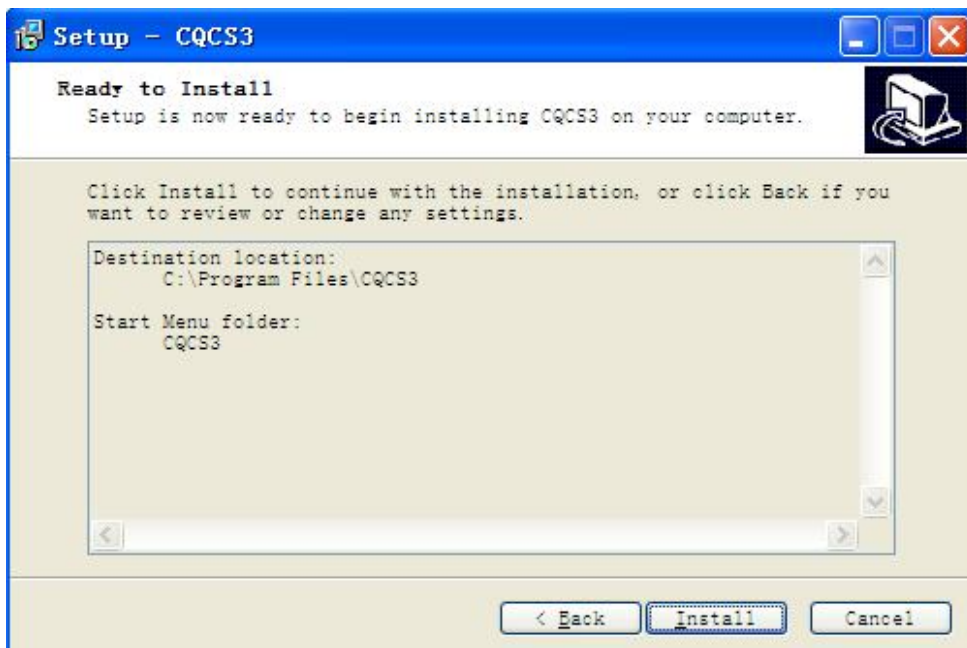 Setup - CQCS3
Ready to Install
Setup is now ready to begin installing CQCS3 on your computer.
Click Install to continue with the installation, or click Back if you
want to review or change any settings.
Destination location:
C:\Program Files\CQCS3
Start Menu folder:
CQCS3
< Back
Install
Cancel